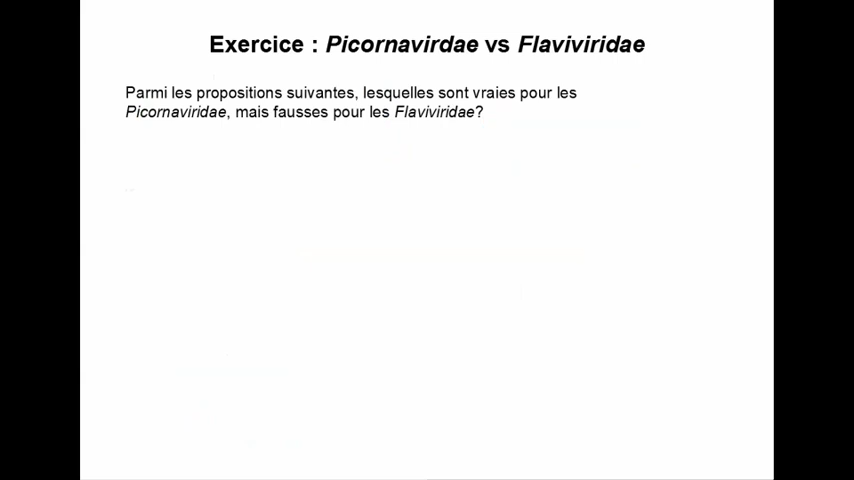 Exercice : Picornavirdae vs Flaviviridae
Parmi les propositions suivantes, lesquelles sont vraies pour les
Picornaviridae, mais fausses pour les Flaviviridae?